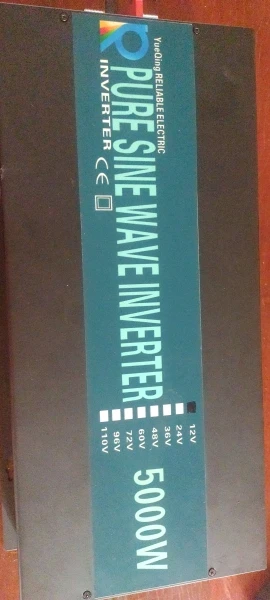 YueQing RELIABLE ELECTRIC
PURE SINE WAVE INVERTER
INVERTER CE
12V
24V
36V
48V
60V
72V
96V
110V
5000W